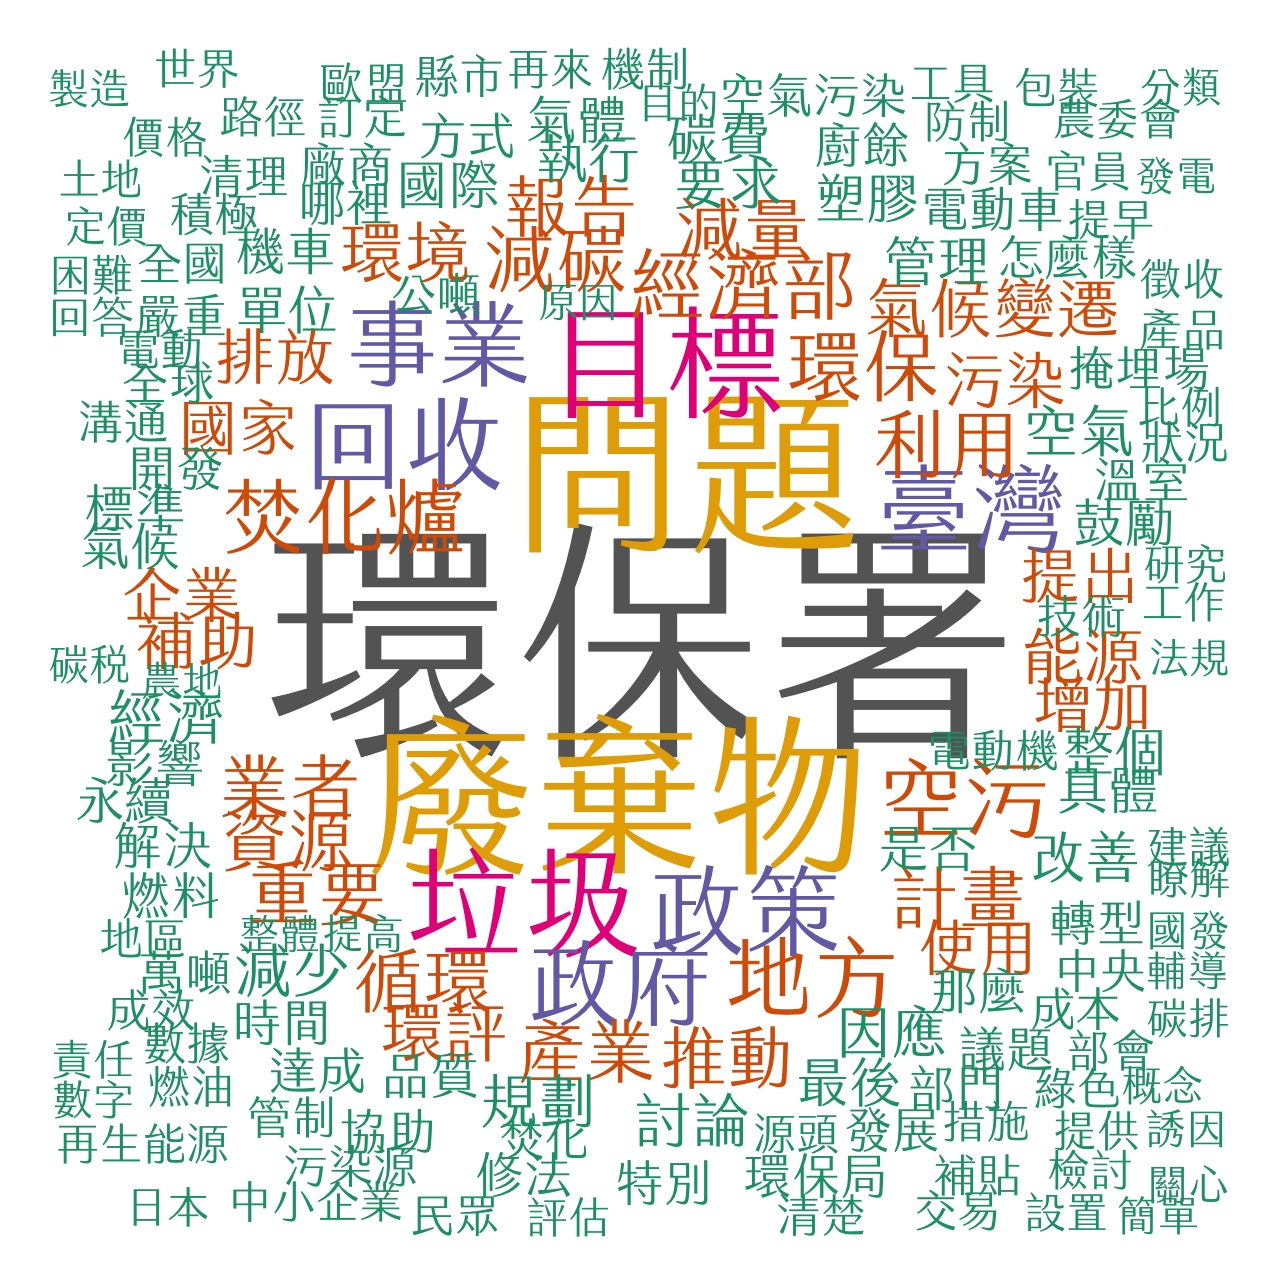 世界
歐盟
縣市
再來
機制
製造
目的
空氣污染
工具
包裝
分類
價格
路徑
訂定
方式
氣體
碳費
廚餘
防制
農委會
土地
清理
廠商
國際
執行
要求
塑膠
方案
官員
發電
定價
積極
哪裡
報告
減量
電動車
提早
困難
全國
機車
環境
減碳
經濟部
管理
怎麼樣
徵收
回答
嚴重
單位
公噸
原因
氣候變遷
產品
電動
排放
事業
目標
環保
污染
掩埋場
全球
溝通
國家
回收
問題
利用
空氣
比例
狀況
開發
標準
焚化爐
臺灣
溫室
鼓勵
氣候
環保署
企業
補助
提出
研究
技術
工作
碳税
農地
能源
法規
經濟
增加
影響
廢棄物
電動機
整個
永續
業者
空污
具體
解決
資源
是否
改善
建議
瞭解
燃料
重要
垃圾
政策
計畫
地區
整體
提高
使用
轉型
國發
萬噸
減少
循環
政府
地方
那麼
中央
輔導
成效
時間
環評
產業
推動
因應
成本
碳排
責任
數據
達成
品質
議題
部會
數字
燃油
規劃
最後
部門
綠色
概念
管制
協助
焚化
討論
源頭
發展
措施
提供
誘因
再生能源
污染源
修法
特別
環保局
補貼
檢討
關心
日本
中小企業
民眾
評估
清楚
交易
設置
簡單